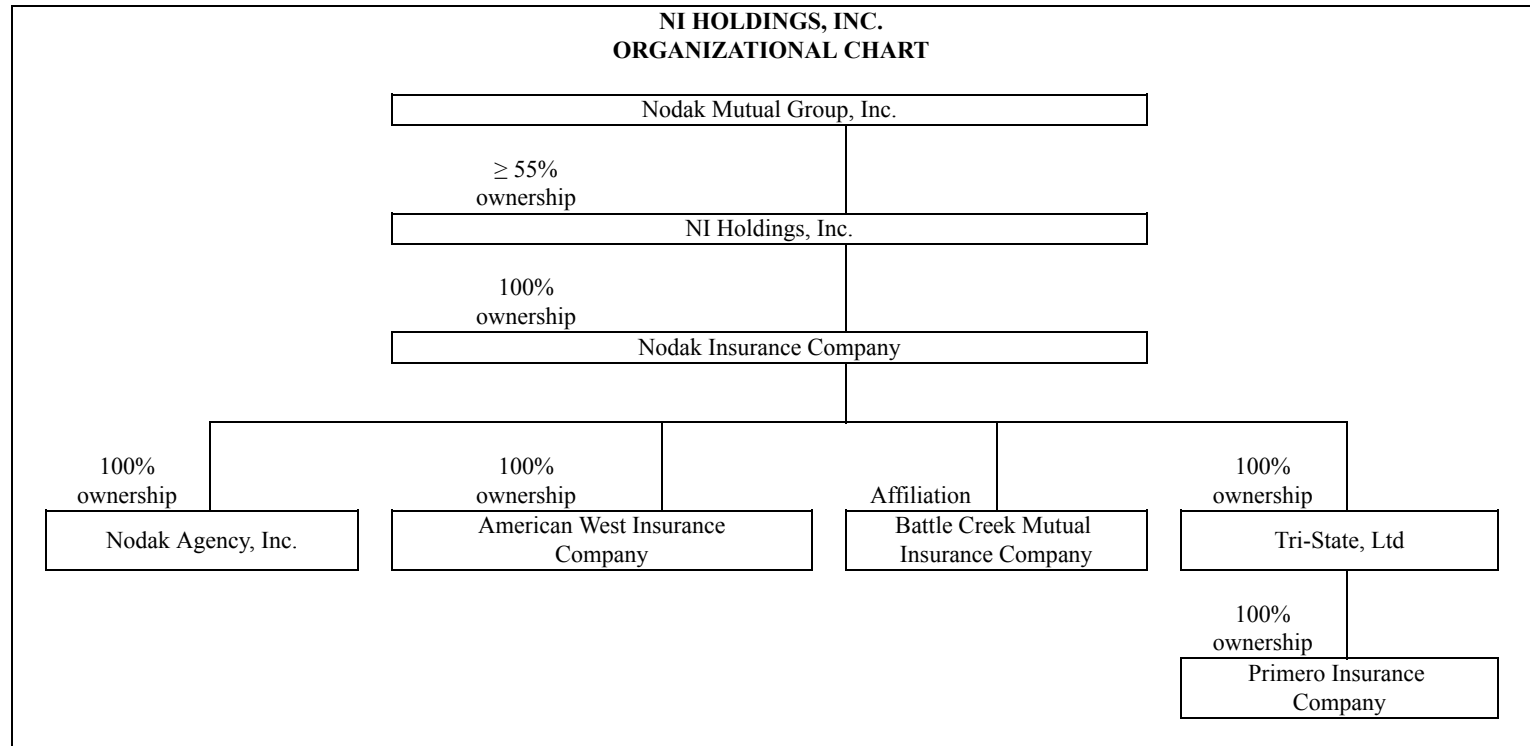 NI HOLDINGS, INC.
ORGANIZATIONAL CHART
Nodak Mutual Group, Inc.
≥ 55%
ownership
NI Holdings, Inc.
100%
ownership
Nodak Insurance Company
100%
ownership
Nodak Agency, Inc.
100%
ownership
American West Insurance
Company
Affiliation
Battle Creek Mutual
Insurance Company
100%
ownership
Tri-State, Ltd
100%
ownership
Primero Insurance
Company